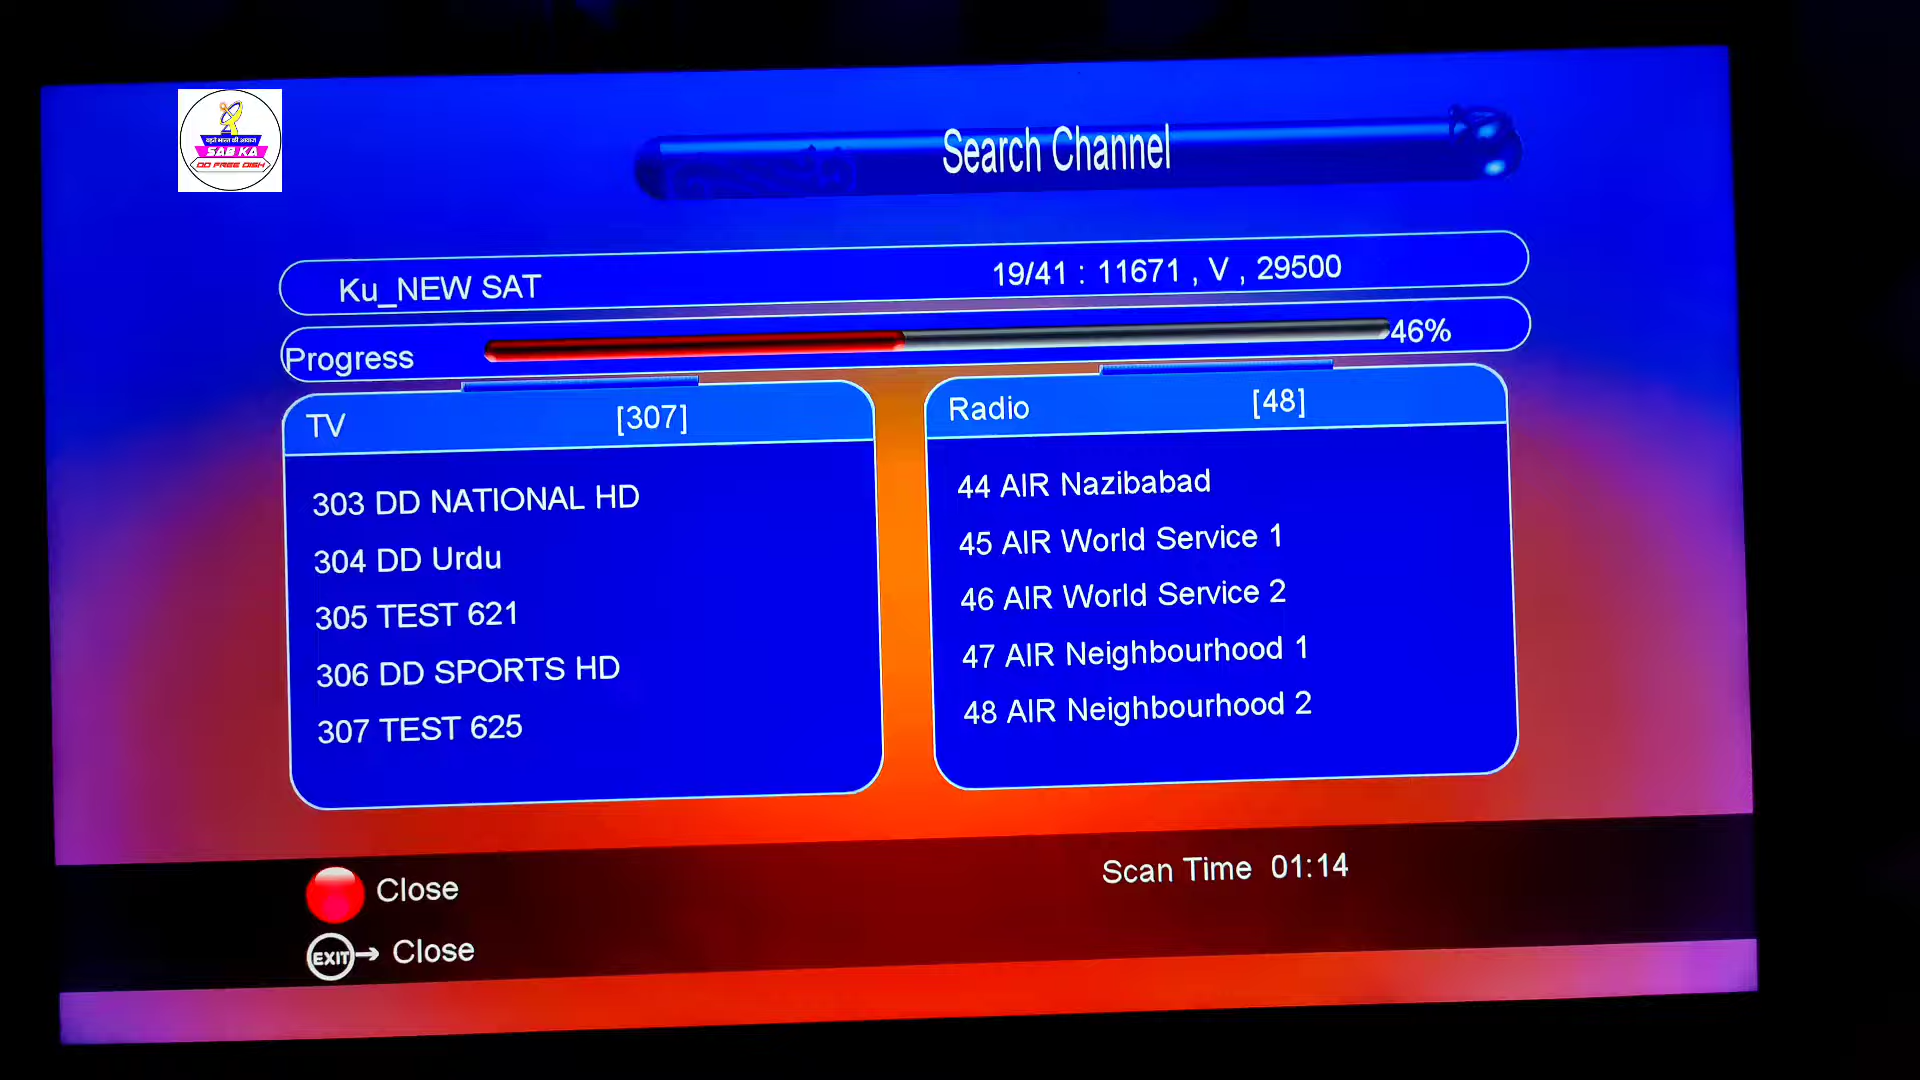 बढ़ते भारत की आवाज
SAB KA
DD FREE DISH
Search Channel
Ku_NEW SAT
19/41 : 11671 , V , 29500
Progress
46%
TV [307]
303 DD NATIONAL HD
304 DD Urdu
305 TEST 621
306 DD SPORTS HD
307 TEST 625
Radio [48]
44 AIR Nazibabad
45 AIR World Service 1
46 AIR World Service 2
47 AIR Neighbourhood 1
48 AIR Neighbourhood 2
Close
Scan Time 01:14
EXIT → Close